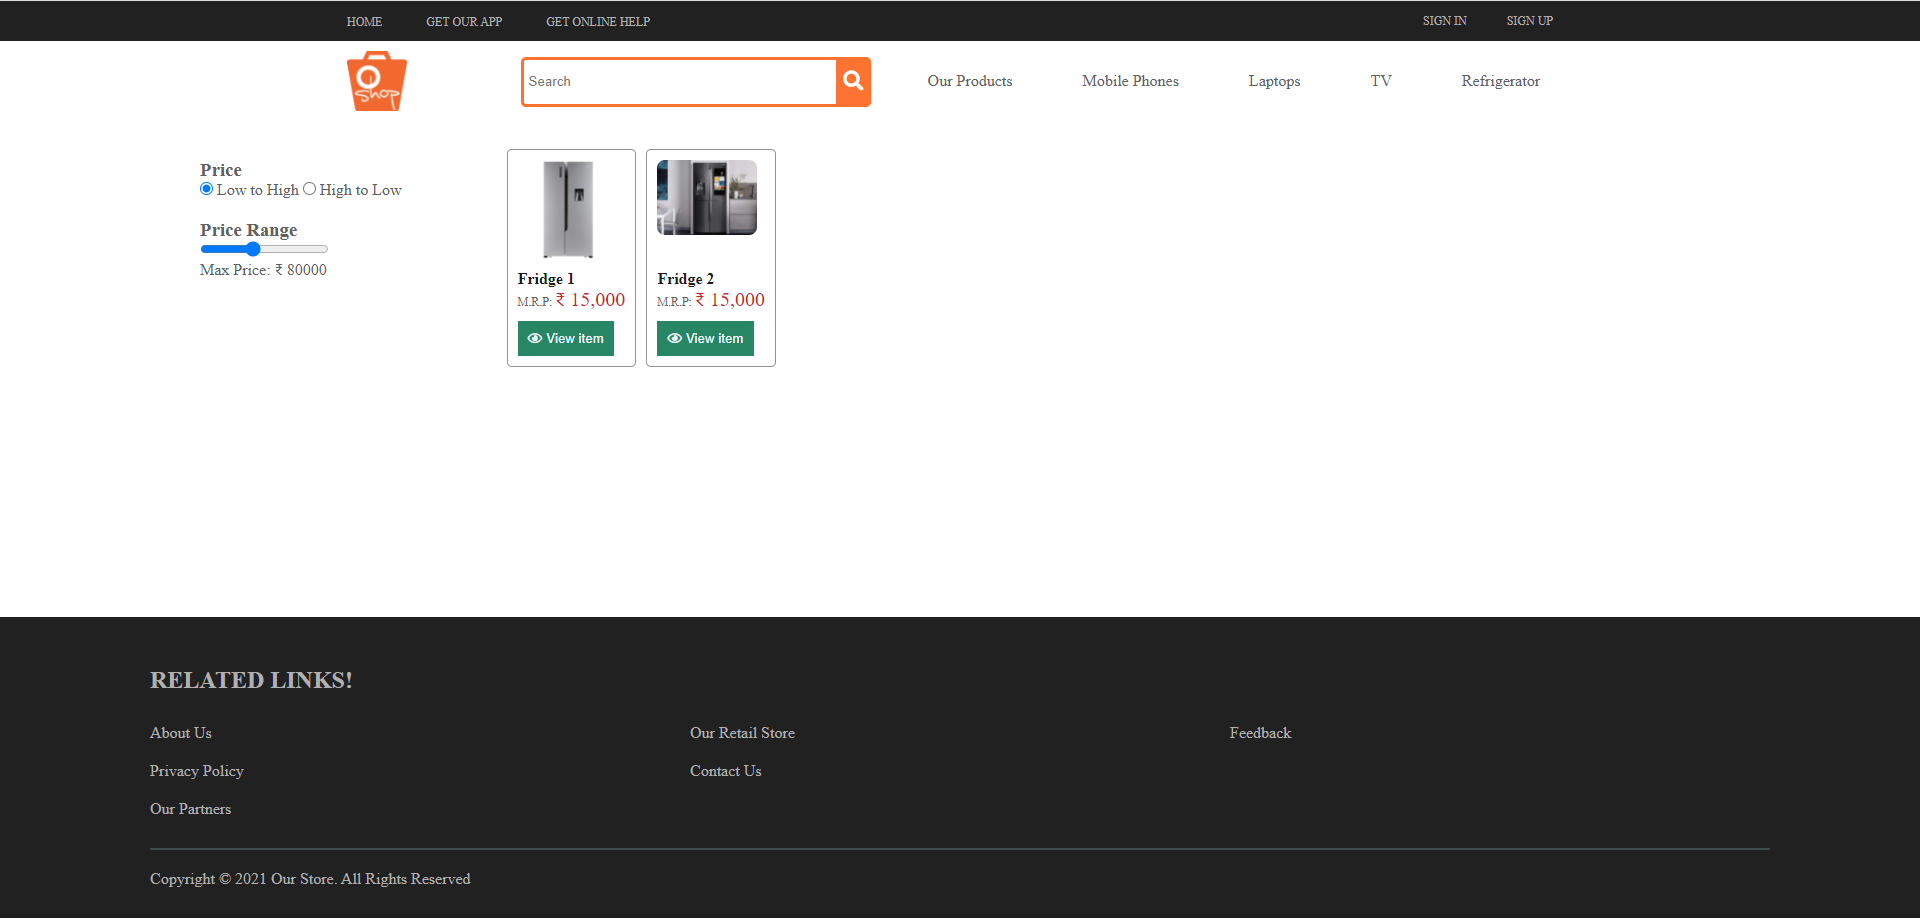 HOME GET OUR APP GET ONLINE HELP SIGN IN SIGN UP
Shop
Search
Our Products Mobile Phones Laptops TV Refrigerator
Price
Low to High High to Low
Price Range
Max Price: ₹ 80000
Fridge 1
M.R.P: ₹ 15,000
View item
Fridge 2
M.R.P: ₹ 15,000
View item
RELATED LINKS!
About Us Our Retail Store Feedback
Privacy Policy Contact Us
Our Partners
Copyright © 2021 Our Store. All Rights Reserved